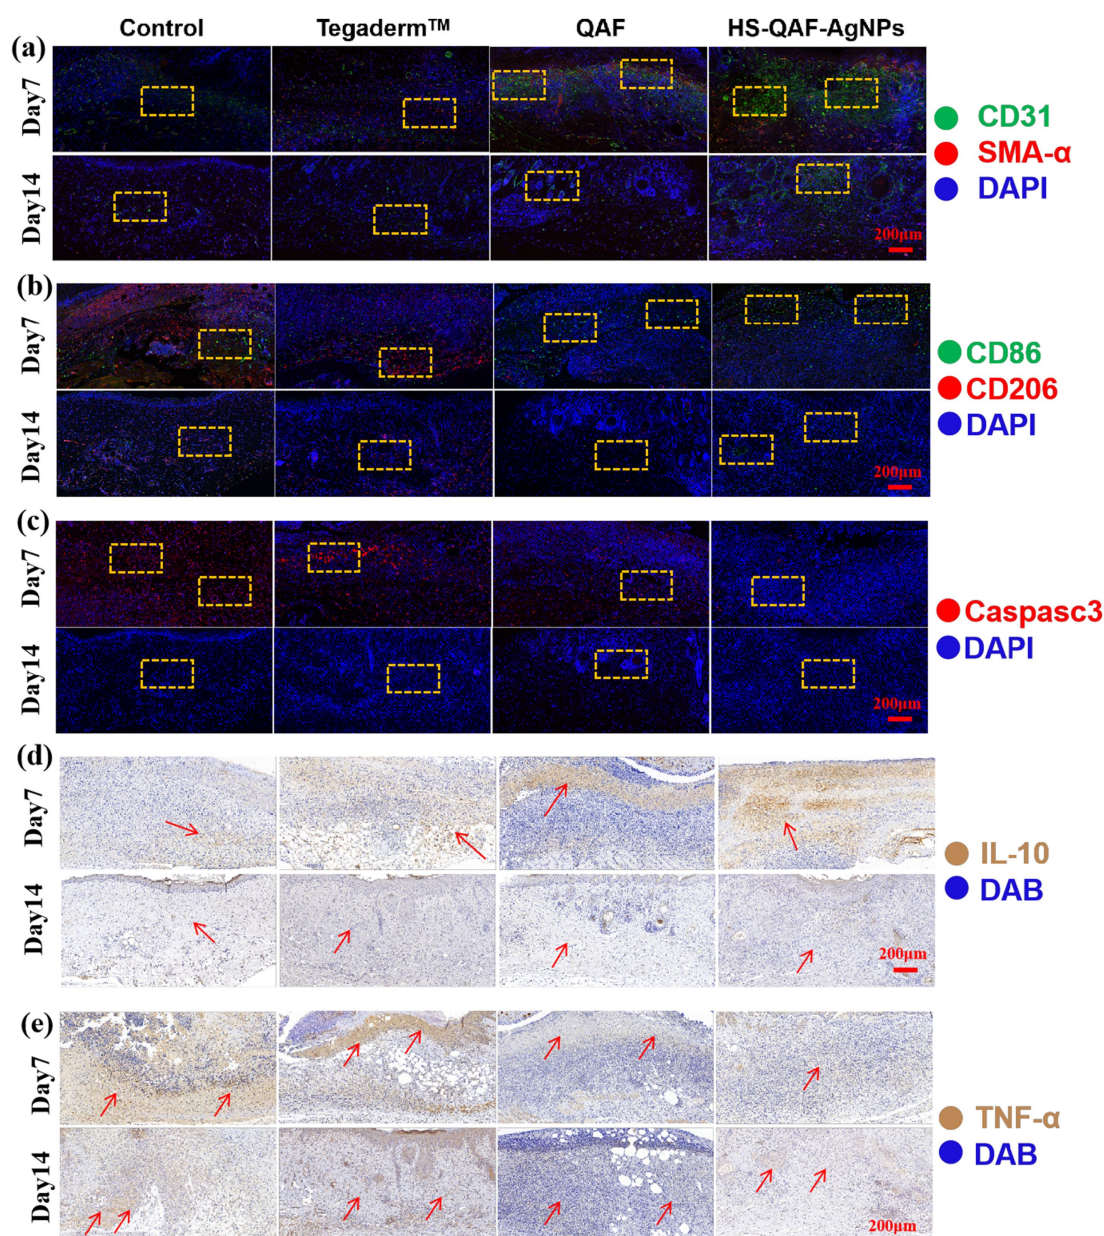 Control Tegaderm™ QAF HS-QAF-AgNPs
(a)
Day7
Day14
CD31
SMA-α
DAPI
200μm
(b)
Day7
Day14
CD86
CD206
DAPI
200μm
(c)
Day7
Day14
Caspasc3
DAPI
200μm
(d)
Day7
Day14
IL-10
DAB
200μm
(e)
Day7
Day14
TNF-α
DAB
200μm